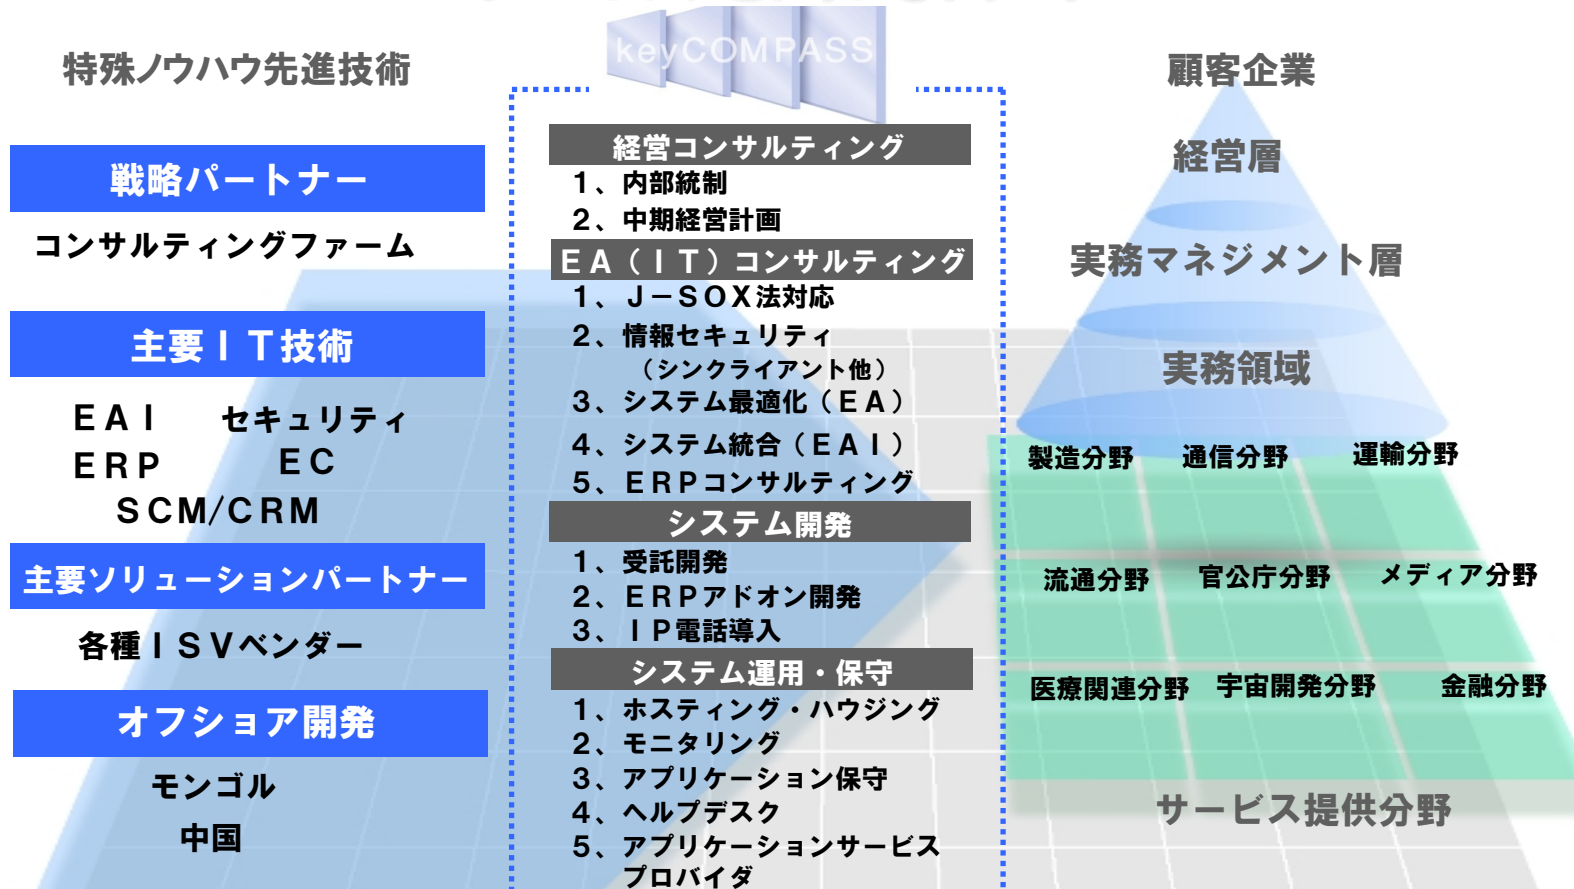 特殊ノウハウ先進技術
戦略パートナー
コンサルティングファーム
主要ＩＴ技術
ＥＡＩ　セキュリティ
ＥＲＰ　ＥＣ
ＳＣＭ/ＣＲＭ
主要ソリューションパートナー
各種ＩＳＶベンダー
オフショア開発
モンゴル
中国
keyCOMPASS
経営コンサルティング
１、内部統制
２、中期経営計画
ＥＡ（ＩＴ）コンサルティング
１、Ｊ－ＳＯＸ法対応
２、情報セキュリティ
（シンクライアント他）
３、システム最適化（ＥＡ）
４、システム統合（ＥＡＩ）
５、ＥＲＰコンサルティング
システム開発
１、受託開発
２、ＥＲＰアドオン開発
３、ＩＰ電話導入
システム運用・保守
１、ホスティング・ハウジング
２、モニタリング
３、アプリケーション保守
４、ヘルプデスク
５、アプリケーションサービス
プロバイダ
顧客企業
経営層
実務マネジメント層
実務領域
製造分野　通信分野　運輸分野
流通分野　官公庁分野　メディア分野
医療関連分野　宇宙開発分野　金融分野
サービス提供分野